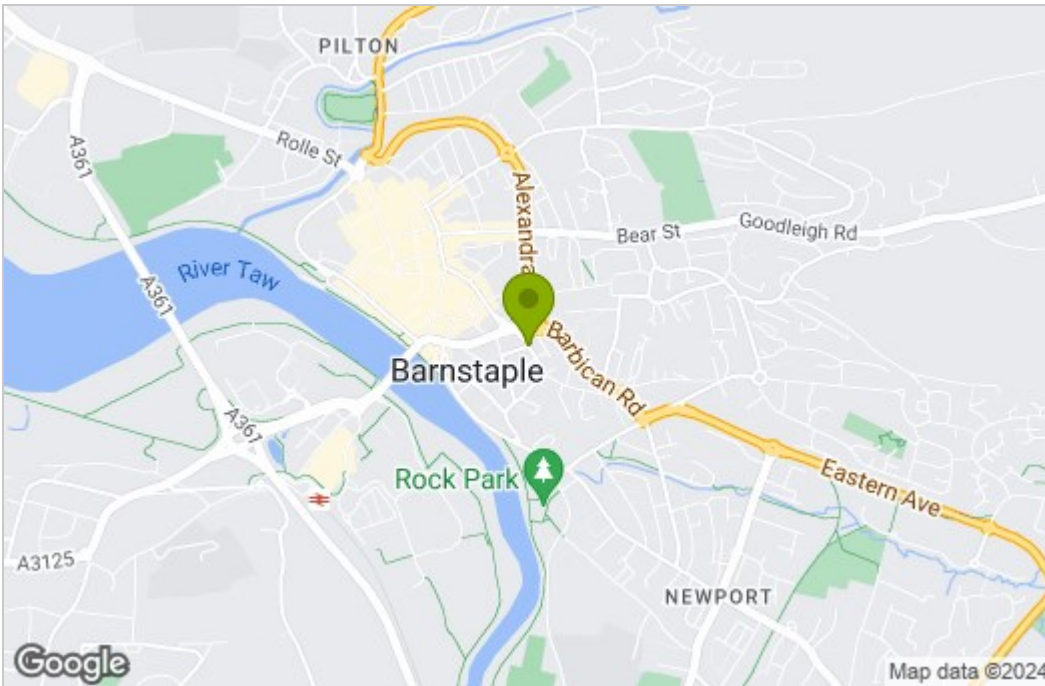 PILTON
Rolle St
A361
Alexandra
Bear St
Goodleigh Rd
River Taw
A361
Barbican Rd
Barnstaple
A361
Rock Park
Eastern Ave
A3125
NEWPORT
Google
Map data ©2024